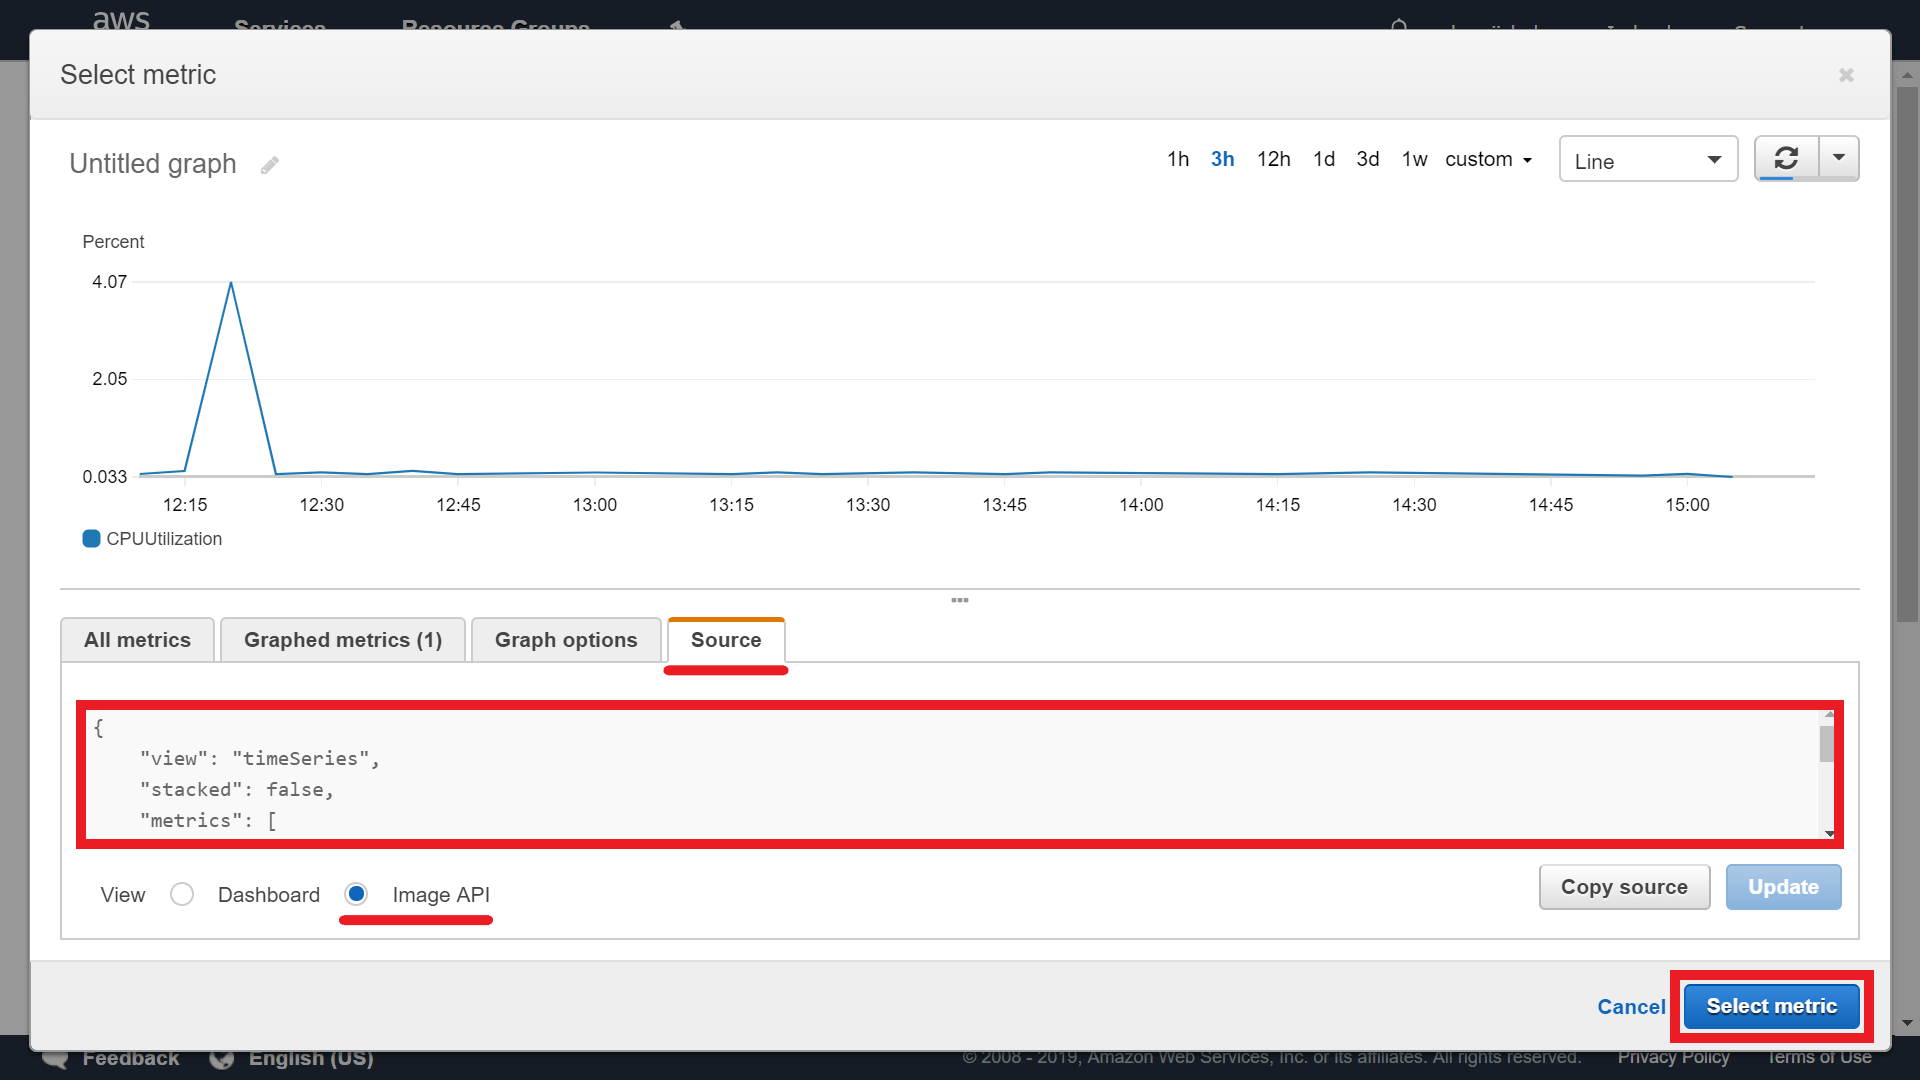 aws
Services Resource Groups
Select metric
Untitled graph
1h 3h 12h 1d 3d 1w custom Line
Percent
4.07
2.05
0.033
12:15 12:30 12:45 13:00 13:15 13:30 13:45 14:00 14:15 14:30 14:45 15:00
CPUUtilization
All metrics Graphed metrics (1) Graph options Source
{
"view": "timeSeries",
"stacked": false,
"metrics": [
View Dashboard Image API Copy source Update
Cancel Select metric
Feedback English (US) © 2008 - 2019, Amazon Web Services, Inc. or its affiliates. All rights reserved. Privacy Policy Terms of Use